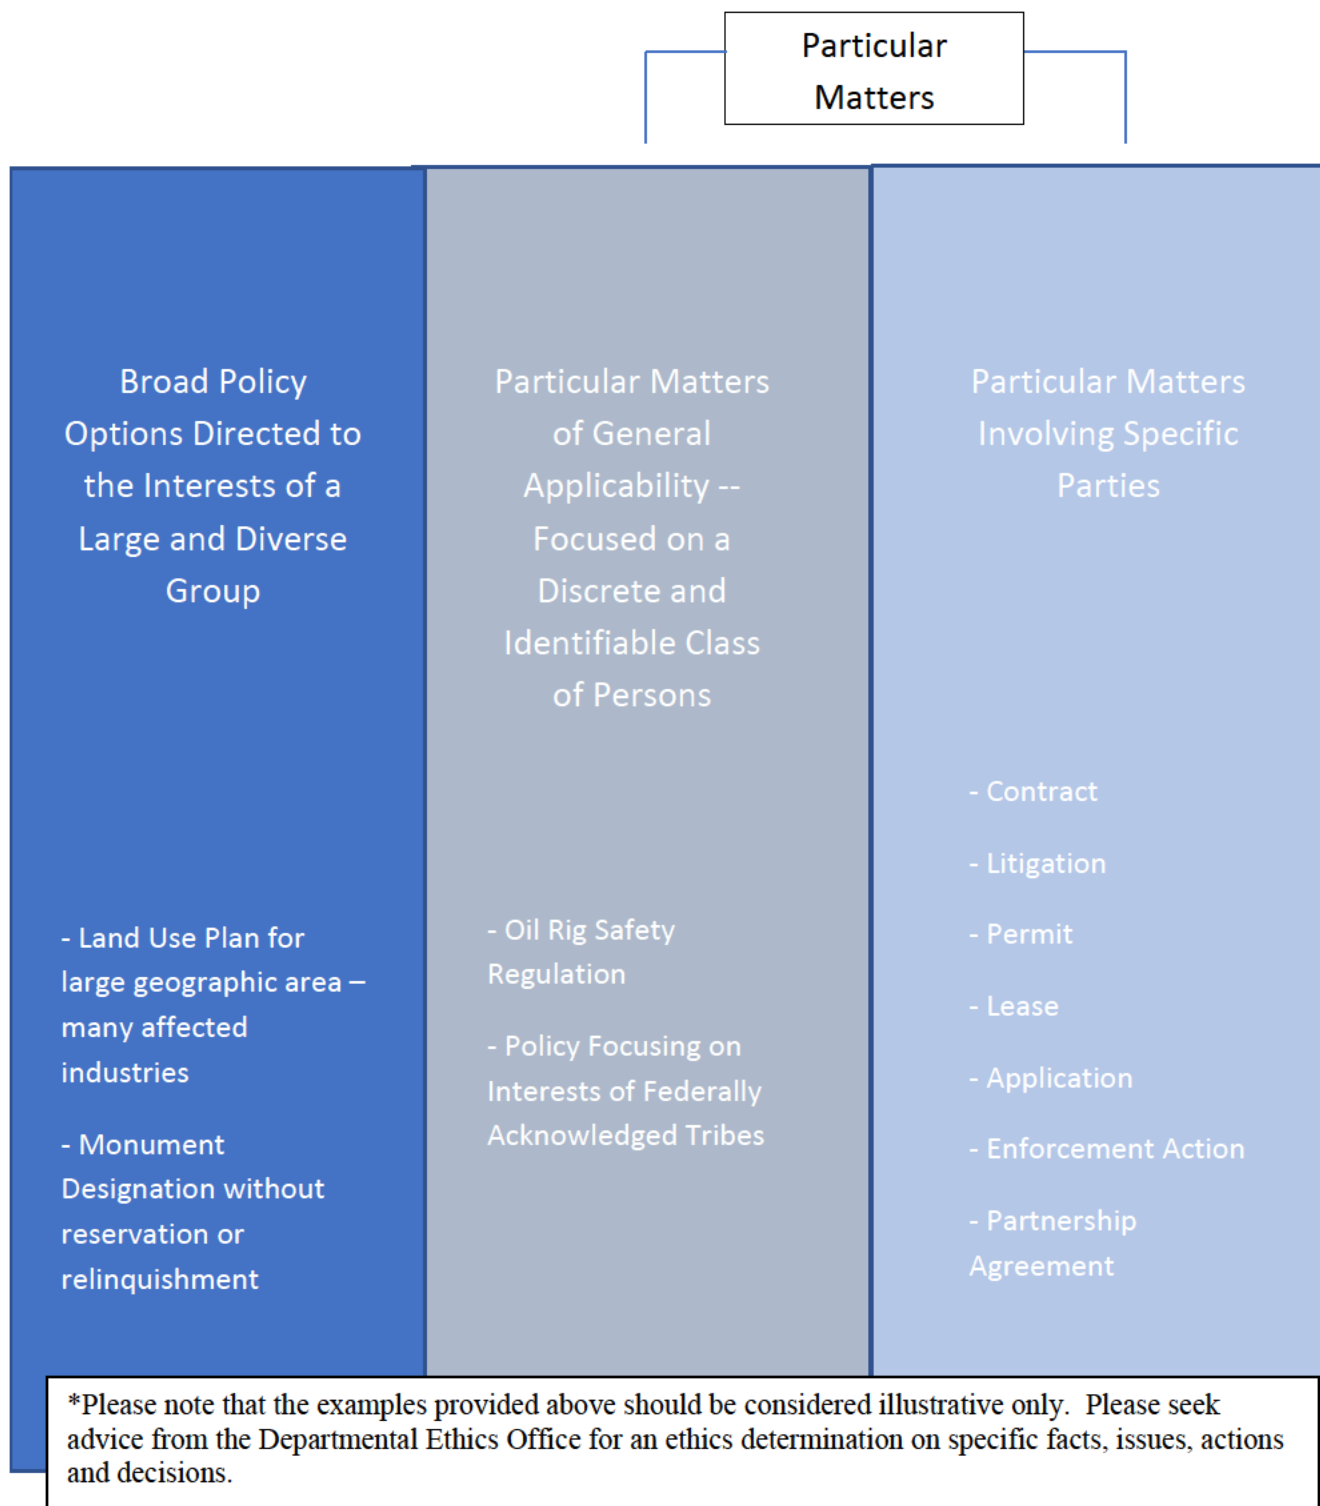 Particular
Matters
Broad Policy
Options Directed to
the Interests of a
Large and Diverse
Group
- Land Use Plan for
large geographic area –
many affected
industries
- Monument
Designation without
reservation or
relinquishment
Particular Matters
of General
Applicability --
Focused on a
Discrete and
Identifiable Class
of Persons
- Oil Rig Safety
Regulation
- Policy Focusing on
Interests of Federally
Acknowledged Tribes
Particular Matters
Involving Specific
Parties
- Contract
- Litigation
- Permit
- Lease
- Application
- Enforcement Action
- Partnership
Agreement
*Please note that the examples provided above should be considered illustrative only.  Please seek
advice from the Departmental Ethics Office for an ethics determination on specific facts, issues, actions
and decisions.